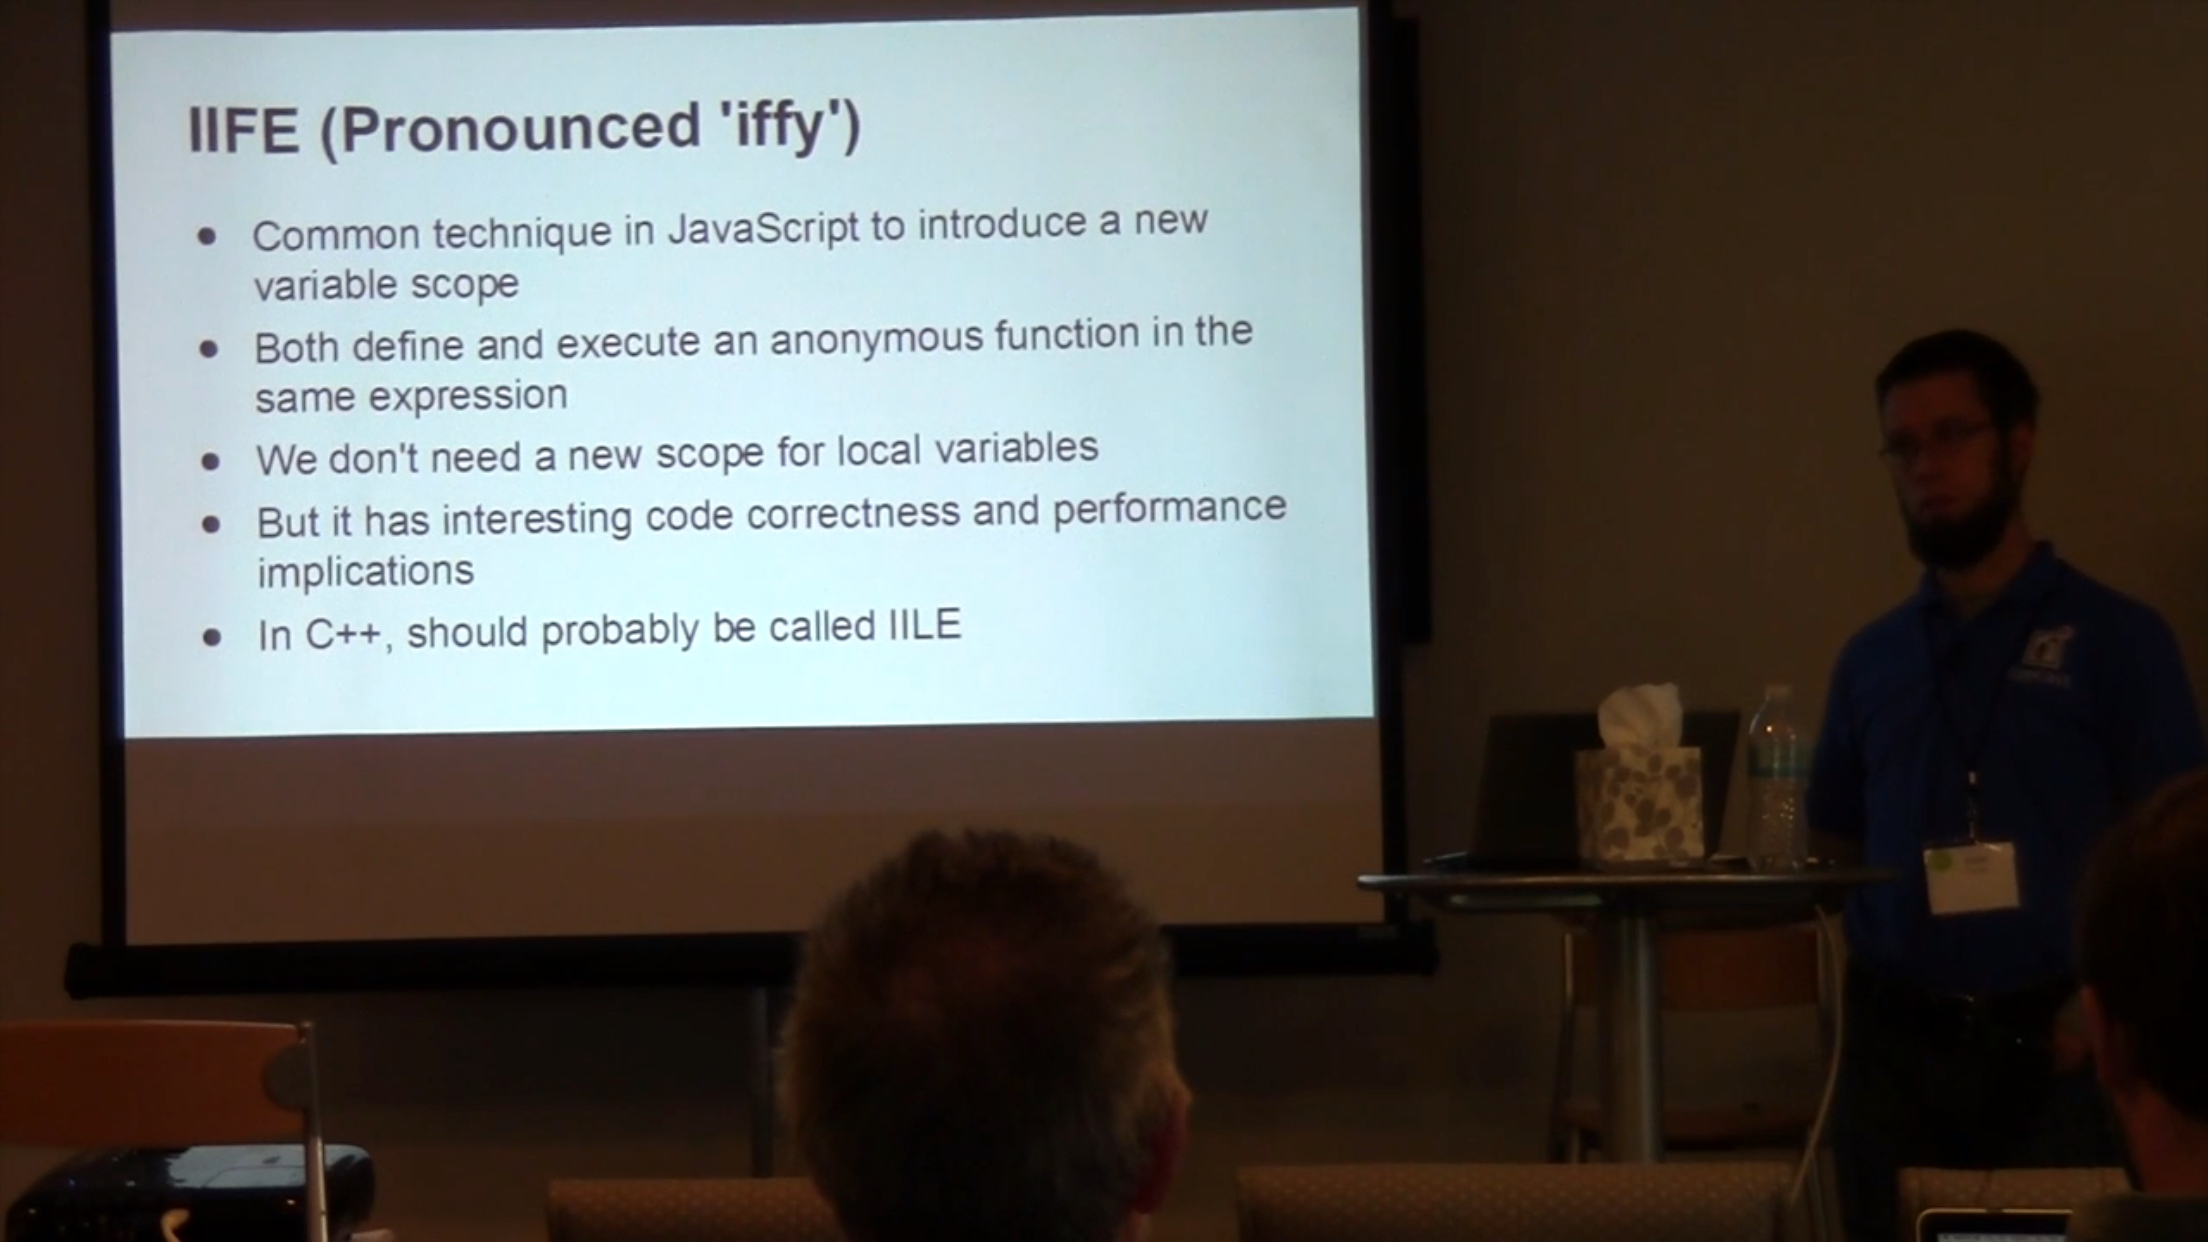 IIFE (Pronounced 'iffy')
● Common technique in JavaScript to introduce a new
variable scope
● Both define and execute an anonymous function in the
same expression
● We don't need a new scope for local variables
● But it has interesting code correctness and performance
implications
● In C++, should probably be called IILE